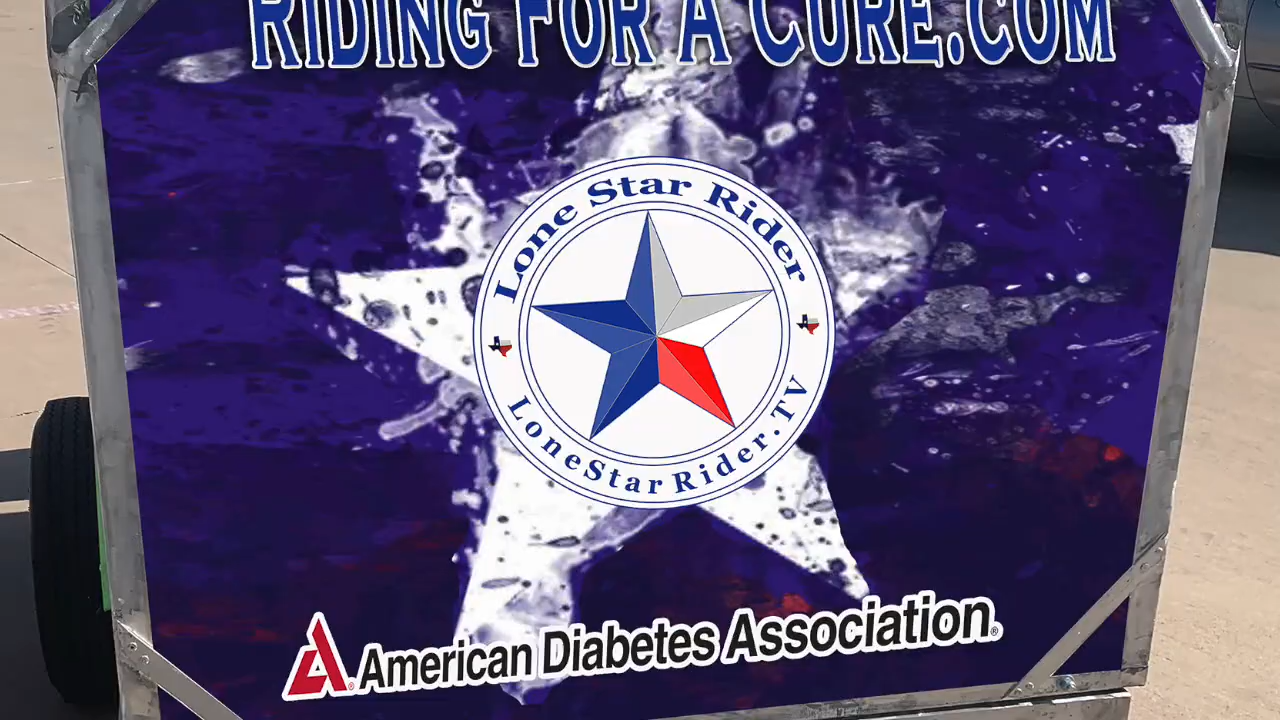 RIDING FOR A CURE.COM
Lone Star Rider
LoneStarRider.TV
American Diabetes Association®